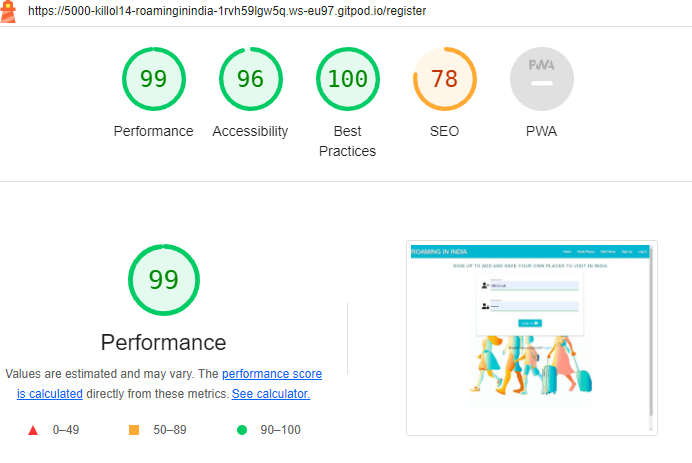 https://5000-killol14-roaminginindia-1rvh59lgw5q.ws-eu97.gitpod.io/register
99
96
100
78
PWA
Performance
Accessibility
Best
Practices
SEO
PWA
99
Performance
Values are estimated and may vary. The performance score
is calculated directly from these metrics. See calculator.
0–49
50–89
90–100
ROAMING IN INDIA
SIGN UP TO ADD AND SAVE YOUR OWN PLACES TO VISIT IN INDIA